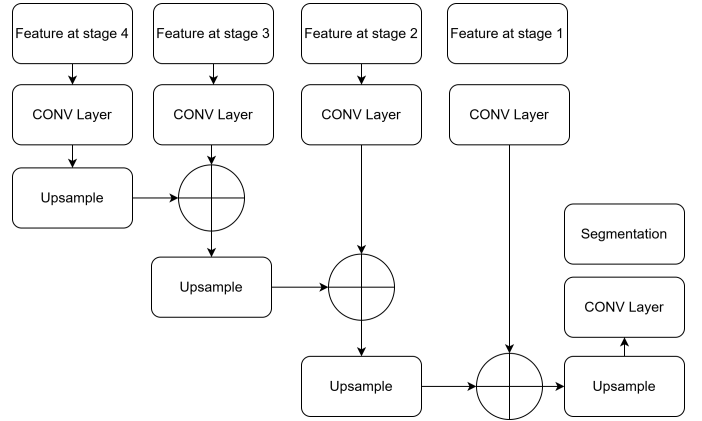 Feature at stage 4
Feature at stage 3
Feature at stage 2
Feature at stage 1
CONV Layer
CONV Layer
CONV Layer
CONV Layer
Upsample
Segmentation
Upsample
CONV Layer
Upsample
Upsample